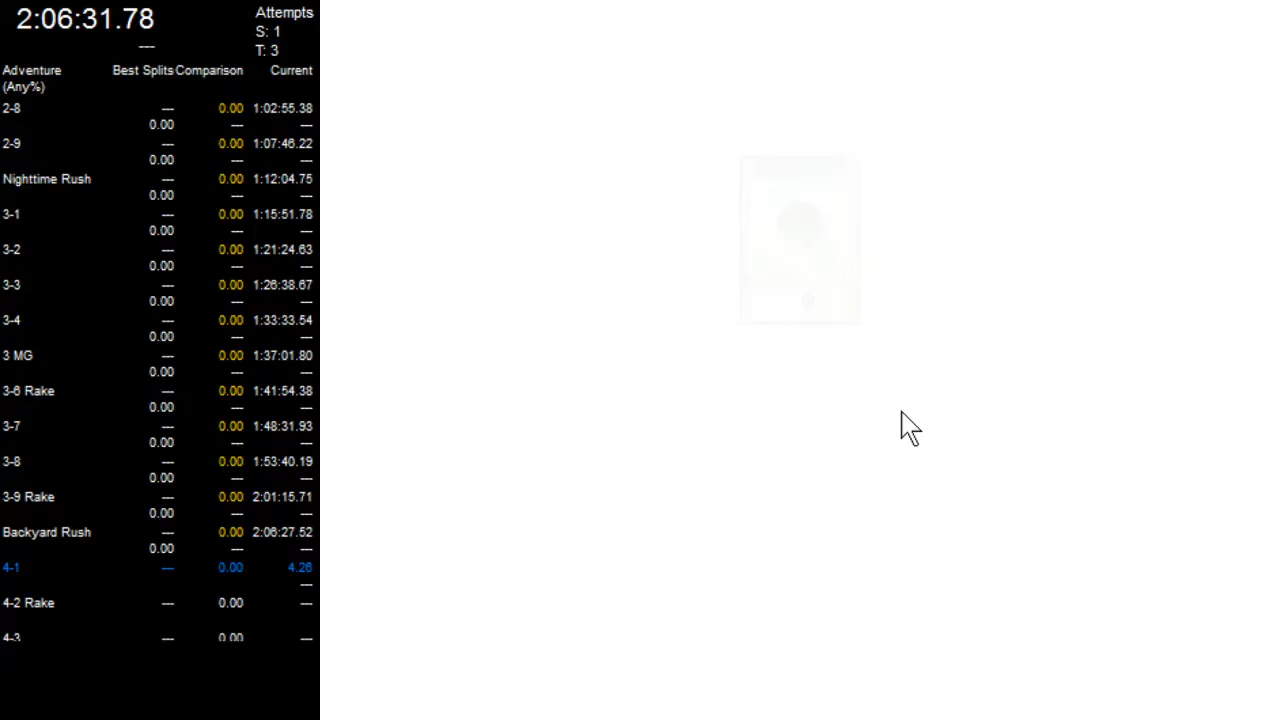 2:06:31.78
---
Attempts
S: 1
T: 3
Adventure (Any%) Best Splits Comparison Current
2-8 --- 0.00 1:02:55.38
0.00 --- ---
2-9 --- 0.00 1:07:46.22
0.00 --- ---
Nighttime Rush --- 0.00 1:12:04.75
0.00 --- ---
3-1 --- 0.00 1:15:51.78
0.00 --- ---
3-2 --- 0.00 1:21:24.63
0.00 --- ---
3-3 --- 0.00 1:26:38.67
0.00 --- ---
3-4 --- 0.00 1:33:33.54
0.00 --- ---
3 MG --- 0.00 1:37:01.80
0.00 --- ---
3-6 Rake --- 0.00 1:41:54.38
0.00 --- ---
3-7 --- 0.00 1:48:31.93
0.00 --- ---
3-8 --- 0.00 1:53:40.19
0.00 --- ---
3-9 Rake --- 0.00 2:01:15.71
0.00 --- ---
Backyard Rush --- 0.00 2:06:27.52
0.00 --- ---
4-1 --- 0.00 4.26
---
4-2 Rake --- 0.00 ---
4-3 --- 0.00 ---